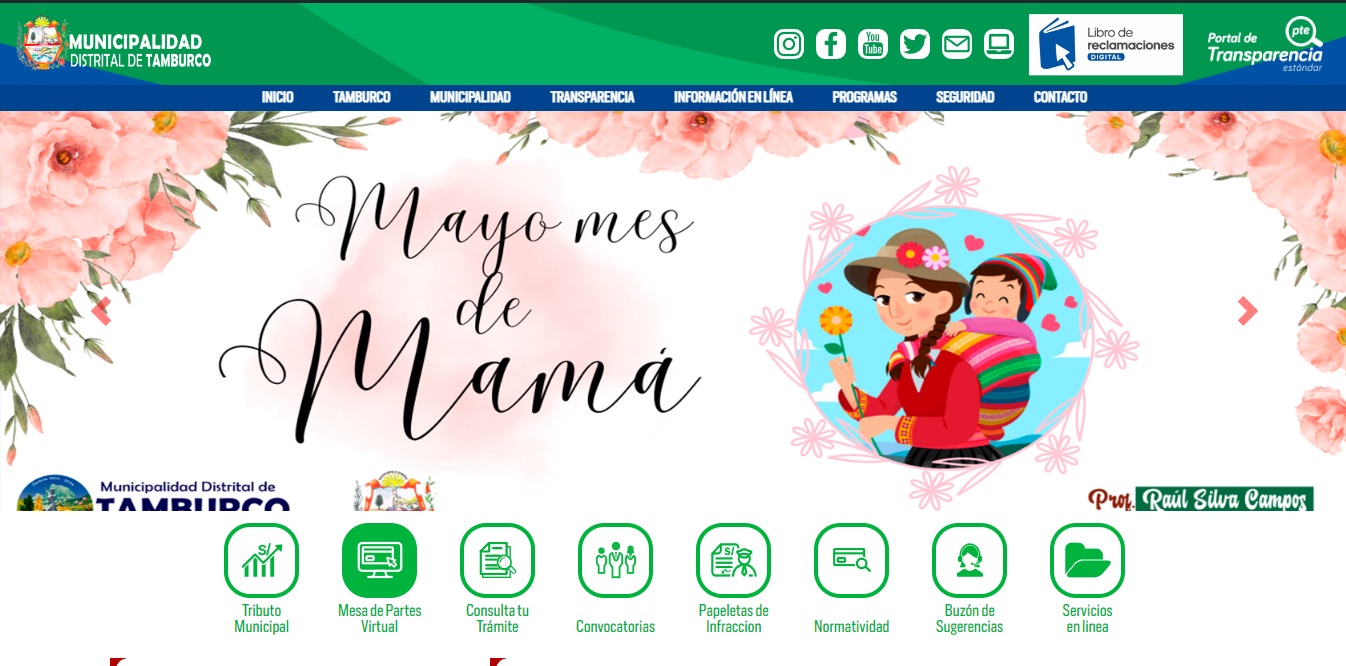 MUNICIPALIDAD
DISTRITAL DE TAMBURCO
You
Tube
Libro de
reclamaciones
DIGITAL
Portal de
Transparencia
estándar
pte
INICIO TAMBURCO MUNICIPALIDAD TRANSPARENCIA INFORMACIÓN EN LÍNEA PROGRAMAS SEGURIDAD CONTACTO
Mayo mes
de
Mamá
Municipalidad Distrital de
TAMBURCO
Prof. Raúl Silva Campos
S/
S/
Tributo
Municipal
Mesa de Partes
Virtual
Consulta tu
Trámite
Convocatorias
Papeletas de
Infraccion
Normatividad
Buzón de
Sugerencias
Servicios
en linea